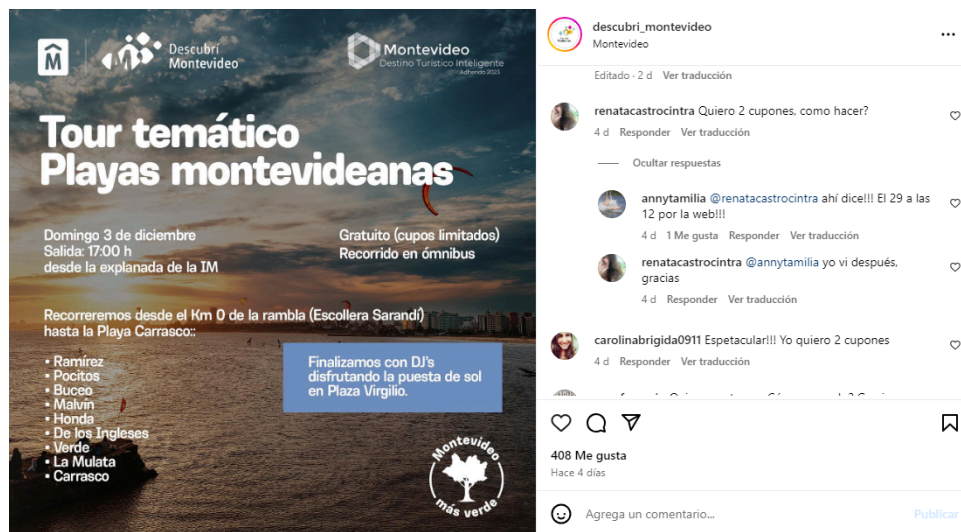 M
Descubrí
Montevideo
Montevideo
Destino Turístico Inteligente
Adherido 2023
Tour temático
Playas montevideanas
Domingo 3 de diciembre
Salida: 17:00 h
desde la explanada de la IM
Gratuito (cupos limitados)
Recorrido en ómnibus
Recorreremos desde el Km 0 de la rambla (Escollera Sarandí)
hasta la Playa Carrasco::
• Ramírez
• Pocitos
• Buceo
• Malvín
• Honda
• De los Ingleses
• Verde
• La Mulata
• Carrasco
Finalizamos con DJ's
disfrutando la puesta de sol
en Plaza Virgilio.
Montevideo
más verde
descubri_montevideo
Montevideo
Editado · 2 d Ver traducción
renatacastrocintra Quiero 2 cupones, como hacer?
4 d Responder Ver traducción
Ocultar respuestas
annytamilia @renatacastrocintra ahí dice!!! El 29 a las
12 por la web!!!
4 d 1 Me gusta Responder Ver traducción
renatacastrocintra @annytamilia yo vi después,
gracias
4 d Responder Ver traducción
carolinabrigida0911 Espetacular!!! Yo quiero 2 cupones
4 d Responder Ver traducción
408 Me gusta
Hace 4 días
Agrega un comentario...
Publicar